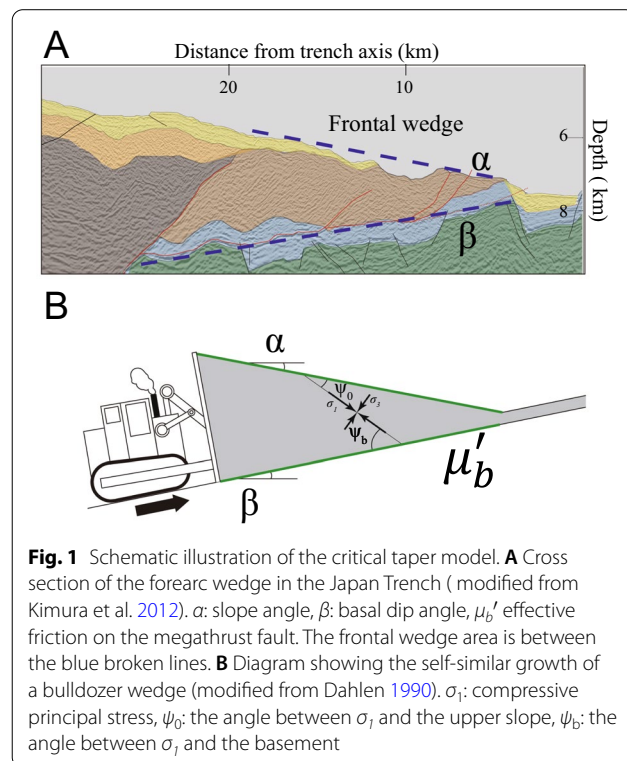 A
Distance from trench axis (km)
20
10
Frontal wedge
α
6
Depth ( km)
8
β
B
α
ψ₀
σ₁
σ₃
ψb
μb′
β
Fig. 1 Schematic illustration of the critical taper model. A Cross
section of the forearc wedge in the Japan Trench ( modified from
Kimura et al. 2012). α: slope angle, β: basal dip angle, μb′ effective
friction on the megathrust fault. The frontal wedge area is between
the blue broken lines. B Diagram showing the self-similar growth of
a bulldozer wedge (modified from Dahlen 1990). σ₁: compressive
principal stress, ψ₀: the angle between σ₁ and the upper slope, ψb: the
angle between σ₁ and the basement